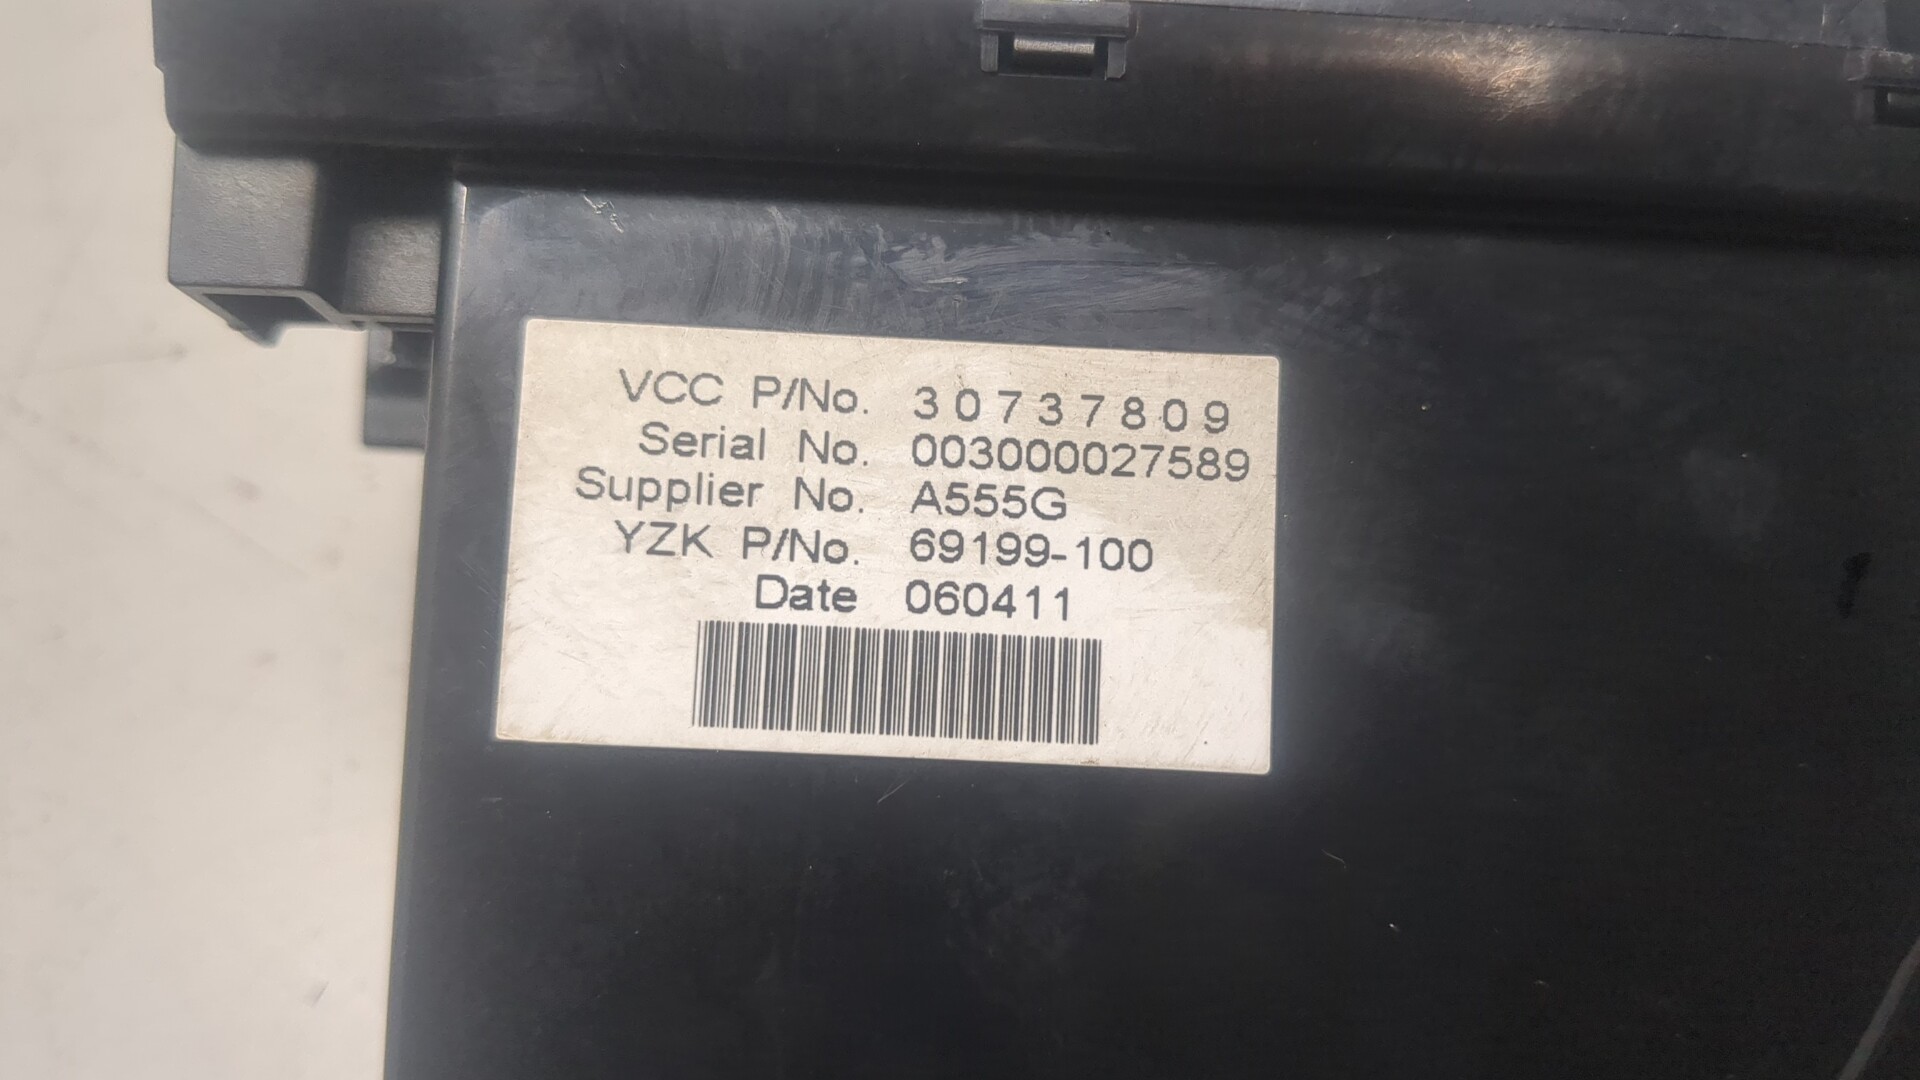 VCC P/No. 30737809
Serial No. 003000027589
Supplier No. A555G
YZK P/No. 69199-100
Date 060411